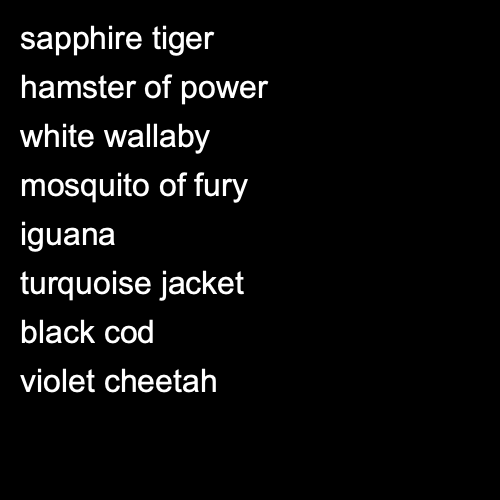 sapphire tiger
hamster of power
white wallaby
mosquito of fury
iguana
turquoise jacket
black cod
violet cheetah